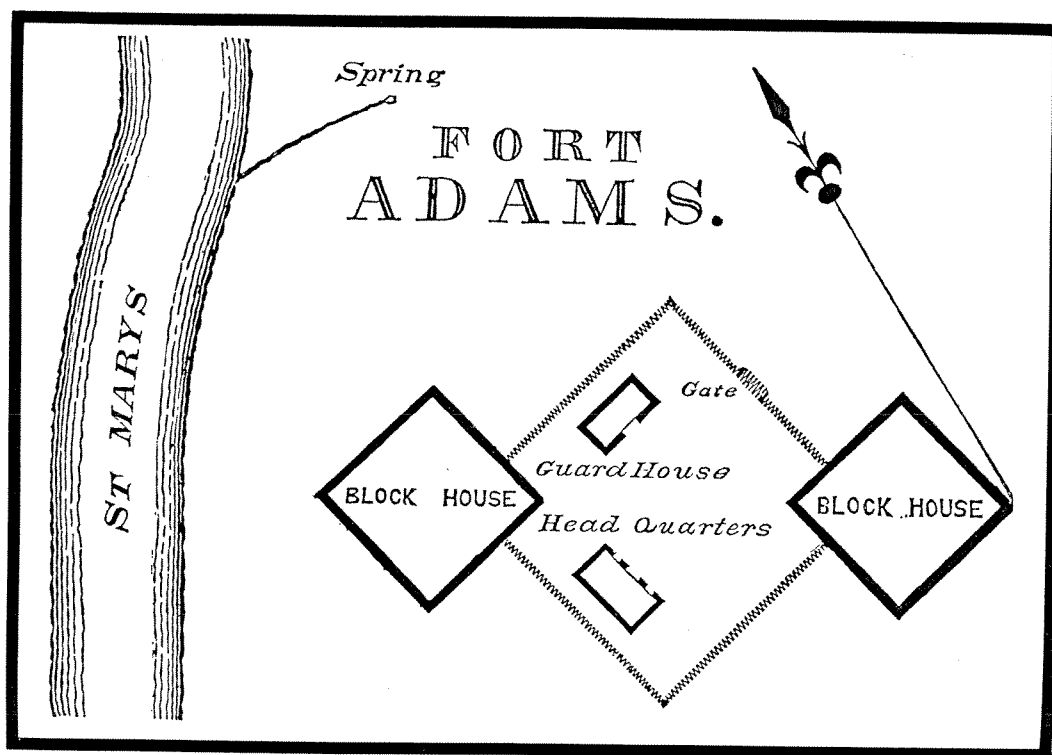 Spring
FORT
ADAMS.
ST MARYS
Gate
Guard House
BLOCK HOUSE
BLOCK HOUSE
Head Quarters